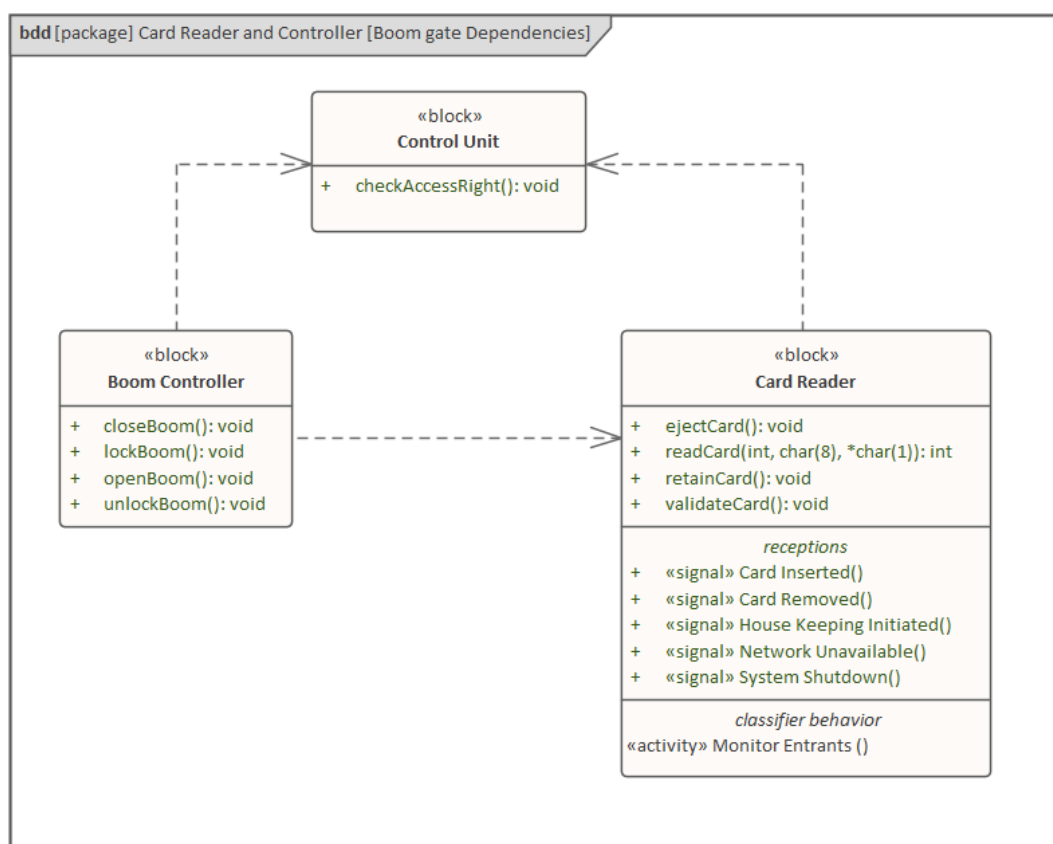 bdd [package] Card Reader and Controller [Boom gate Dependencies]
«block»
Control Unit
+ checkAccessRight(): void
«block»
Boom Controller
+ closeBoom(): void
+ lockBoom(): void
+ openBoom(): void
+ unlockBoom(): void
«block»
Card Reader
+ ejectCard(): void
+ readCard(int, char(8), *char(1)): int
+ retainCard(): void
+ validateCard(): void
receptions
+ «signal» Card Inserted()
+ «signal» Card Removed()
+ «signal» House Keeping Initiated()
+ «signal» Network Unavailable()
+ «signal» System Shutdown()
classifier behavior
«activity» Monitor Entrants ()